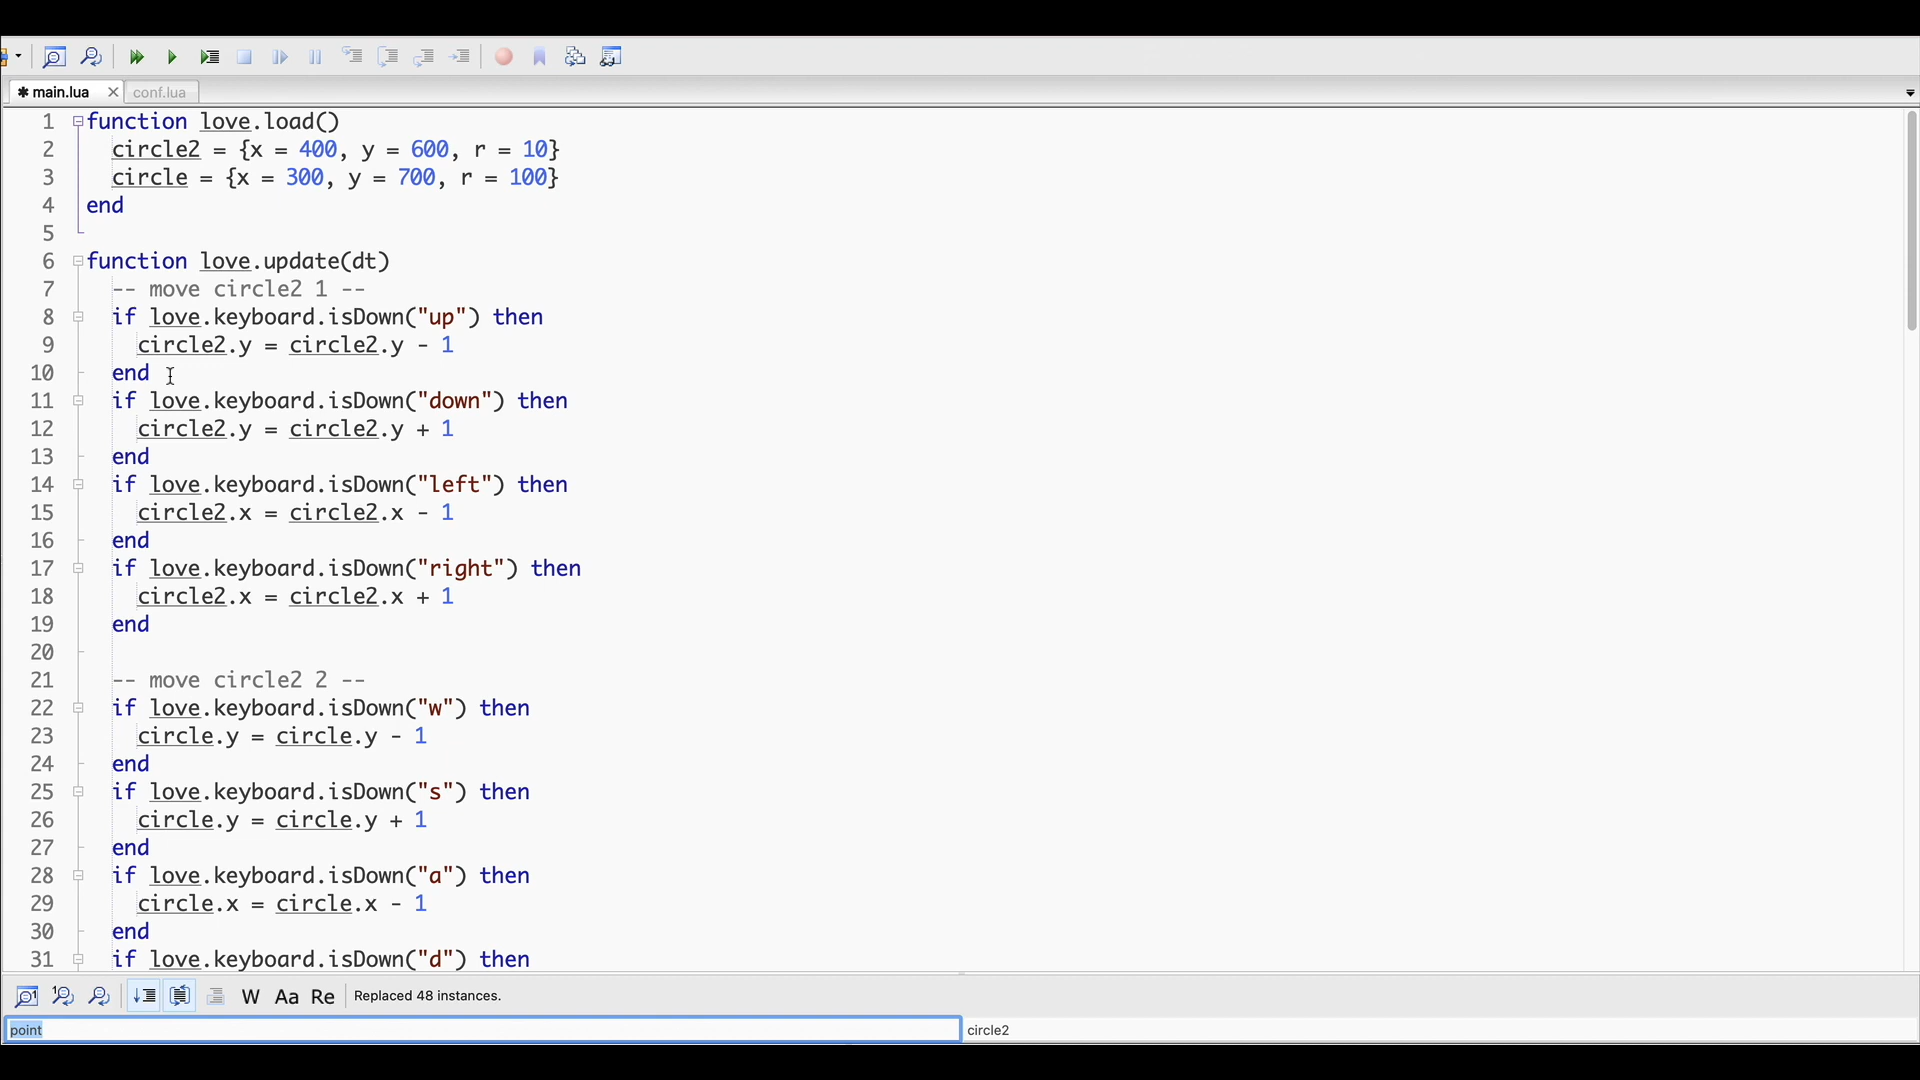 ✱ main.lua
conf.lua
1 function love.load()
2 circle2 = {x = 400, y = 600, r = 10}
3 circle = {x = 300, y = 700, r = 100}
4 end
5
6 function love.update(dt)
7 -- move circle2 1 --
8 if love.keyboard.isDown("up") then
9 circle2.y = circle2.y - 1
10 end
11 if love.keyboard.isDown("down") then
12 circle2.y = circle2.y + 1
13 end
14 if love.keyboard.isDown("left") then
15 circle2.x = circle2.x - 1
16 end
17 if love.keyboard.isDown("right") then
18 circle2.x = circle2.x + 1
19 end
20
21 -- move circle2 2 --
22 if love.keyboard.isDown("w") then
23 circle.y = circle.y - 1
24 end
25 if love.keyboard.isDown("s") then
26 circle.y = circle.y + 1
27 end
28 if love.keyboard.isDown("a") then
29 circle.x = circle.x - 1
30 end
31 if love.keyboard.isDown("d") then
W Aa Re Replaced 48 instances.
point
circle2